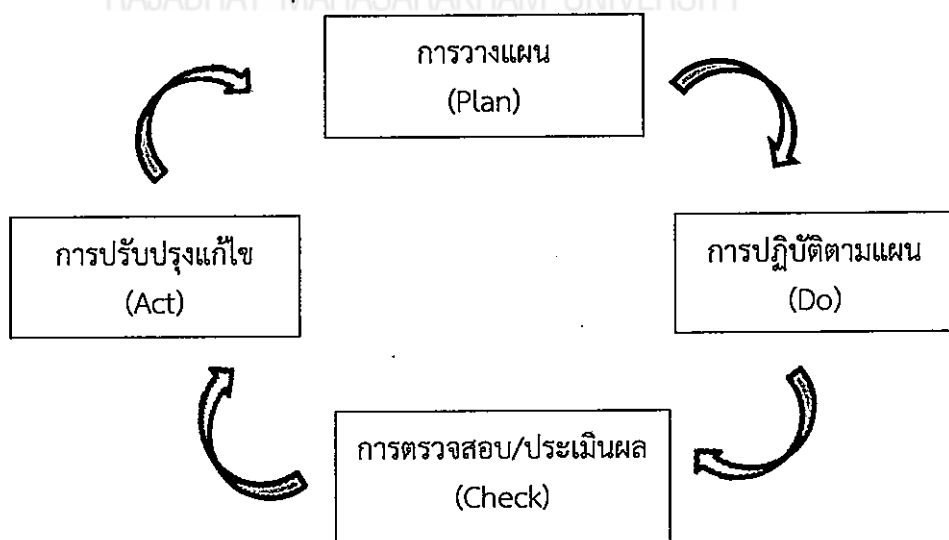 RAJABHAT MAHASARAKHAM UNIVERSITY
การวางแผน
(Plan)
การปรับปรุงแก้ไข
(Act)
การปฏิบัติตามแผน
(Do)
การตรวจสอบ/ประเมินผล
(Check)